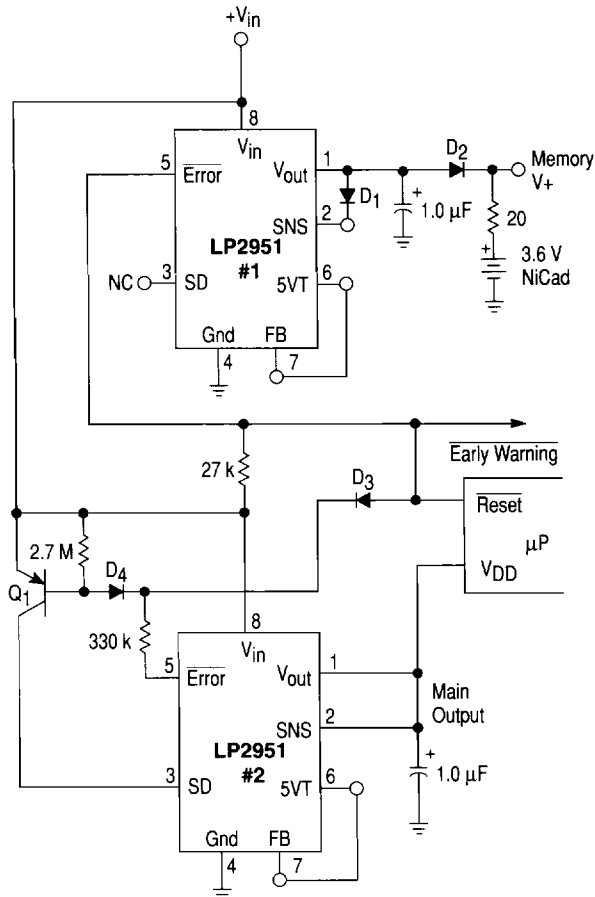 +Vin
8
Vin
5
Error
Vout
1
D2
Memory
V+
D1
1.0 µF
+
20
SNS
2
LP2951
#1
+
3.6 V
NiCad
NC
3
SD
5VT
6
Gnd
FB
4
7
Early Warning
27 k
D3
Reset
µP
VDD
2.7 M
D4
Q1
330 k
8
Vin
5
Error
Vout
1
Main
Output
SNS
2
LP2951
#2
+
1.0 µF
3
SD
5VT
6
Gnd
FB
4
7